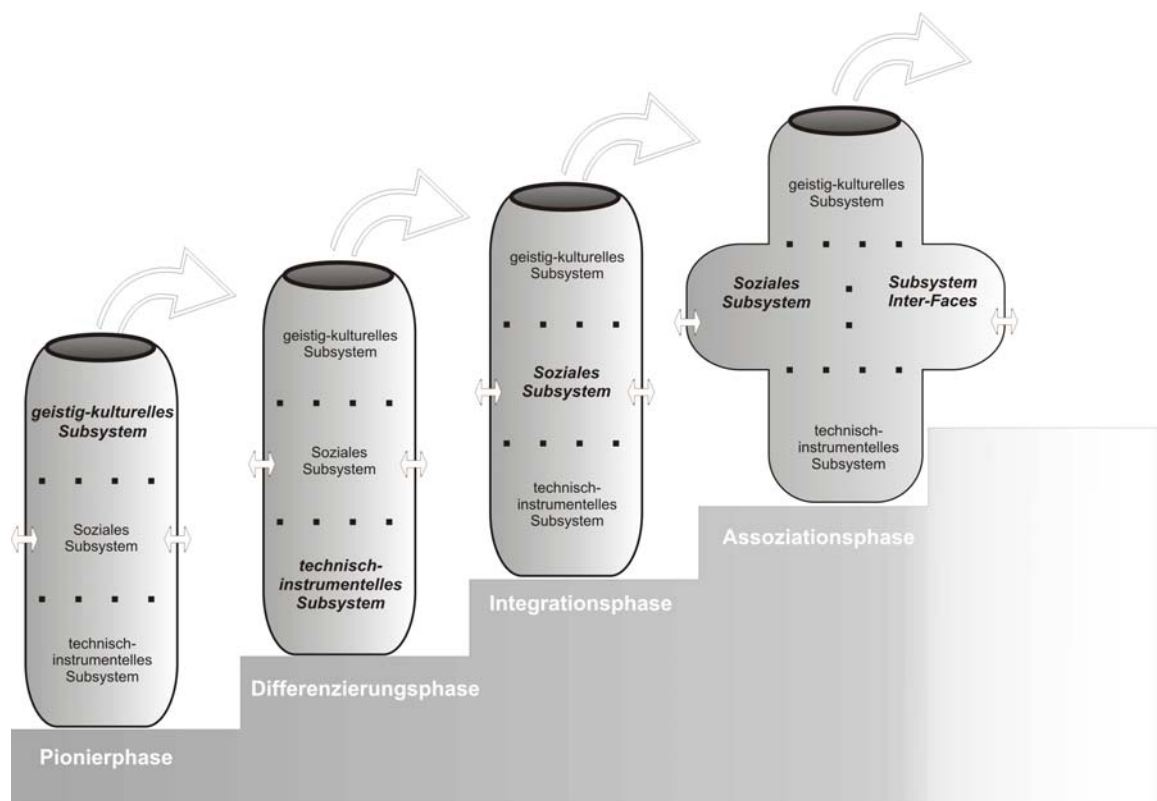 geistig-kulturelles
Subsystem
Soziales
Subsystem
technisch-
instrumentelles
Subsystem
Pionierphase
geistig-kulturelles
Subsystem
Soziales
Subsystem
technisch-
instrumentelles
Subsystem
Differenzierungsphase
geistig-kulturelles
Subsystem
Soziales
Subsystem
technisch-
instrumentelles
Subsystem
Integrationsphase
geistig-kulturelles
Subsystem
Soziales
Subsystem
Subsystem
Inter-Faces
technisch-
instrumentelles
Subsystem
Assoziationsphase